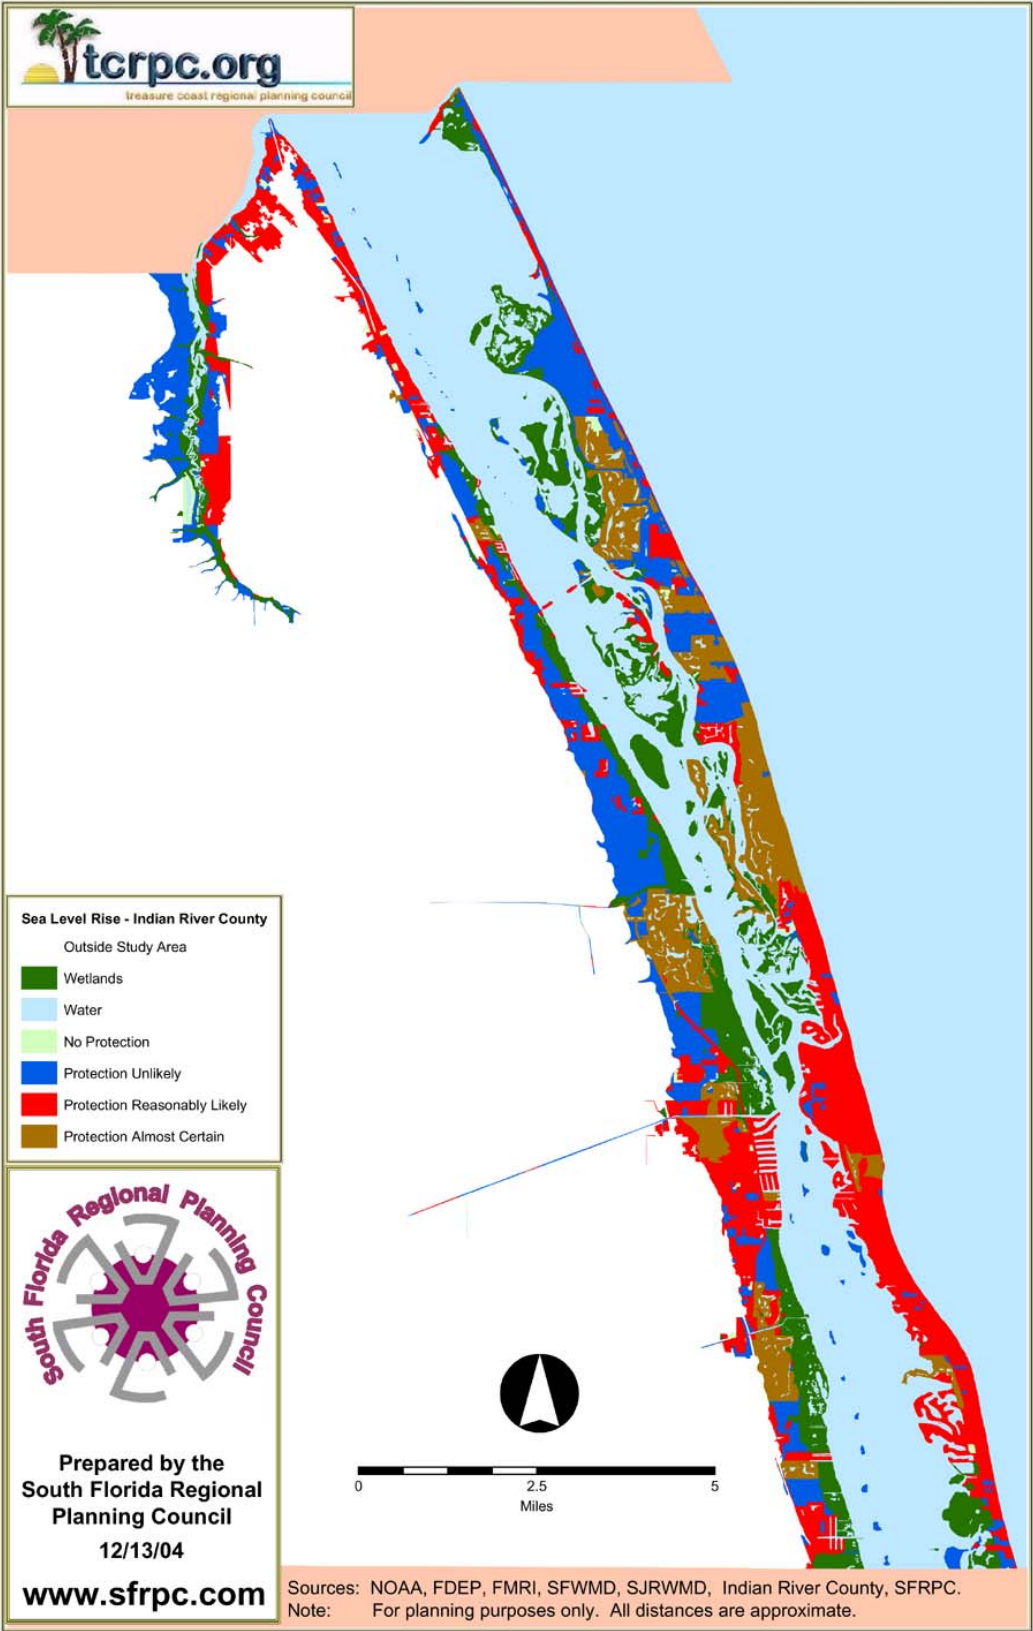 tcrpc.org
treasure coast regional planning council
Sea Level Rise - Indian River County
Outside Study Area
Wetlands
Water
No Protection
Protection Unlikely
Protection Reasonably Likely
Protection Almost Certain
South Florida Regional Planning Council
Prepared by the
South Florida Regional
Planning Council
12/13/04
www.sfrpc.com
0 2.5 5
Miles
Sources: NOAA, FDEP, FMRI, SFWMD, SJRWMD, Indian River County, SFRPC.
Note: For planning purposes only. All distances are approximate.